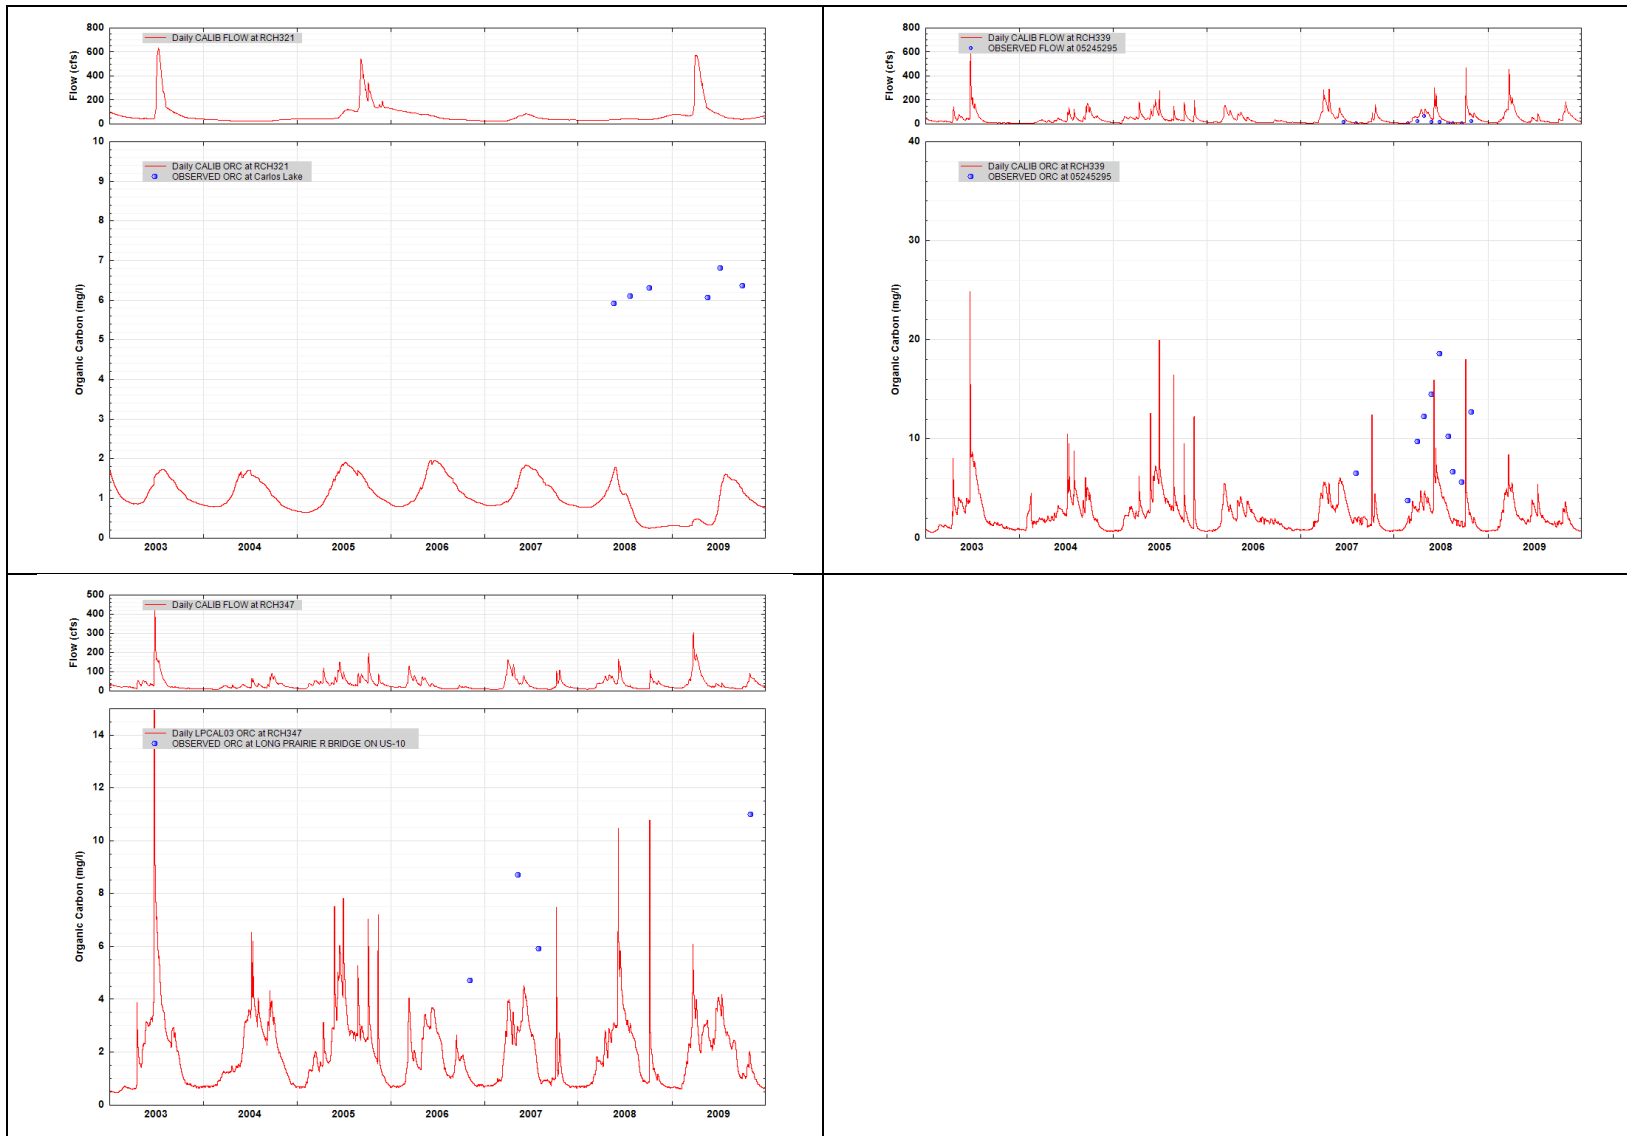 800
600
400
200
0
Flow (cfs)
Daily CALIB FLOW at RCH321
10
9
8
7
6
5
4
3
2
1
0
Organic Carbon (mg/l)
Daily CALIB ORC at RCH321
OBSERVED ORC at Carlos Lake
2003 2004 2005 2006 2007 2008 2009
800
600
400
200
0
Flow (cfs)
Daily CALIB FLOW at RCH339
OBSERVED FLOW at 05245295
40
30
20
10
0
Organic Carbon (mg/l)
Daily CALIB ORC at RCH339
OBSERVED ORC at 05245295
2003 2004 2005 2006 2007 2008 2009
500
400
300
200
100
0
Flow (cfs)
Daily CALIB FLOW at RCH347
14
12
10
8
6
4
2
0
Organic Carbon (mg/l)
Daily LPCAL03 ORC at RCH347
OBSERVED ORC at LONG PRAIRIE R BRIDGE ON US-10
2003 2004 2005 2006 2007 2008 2009